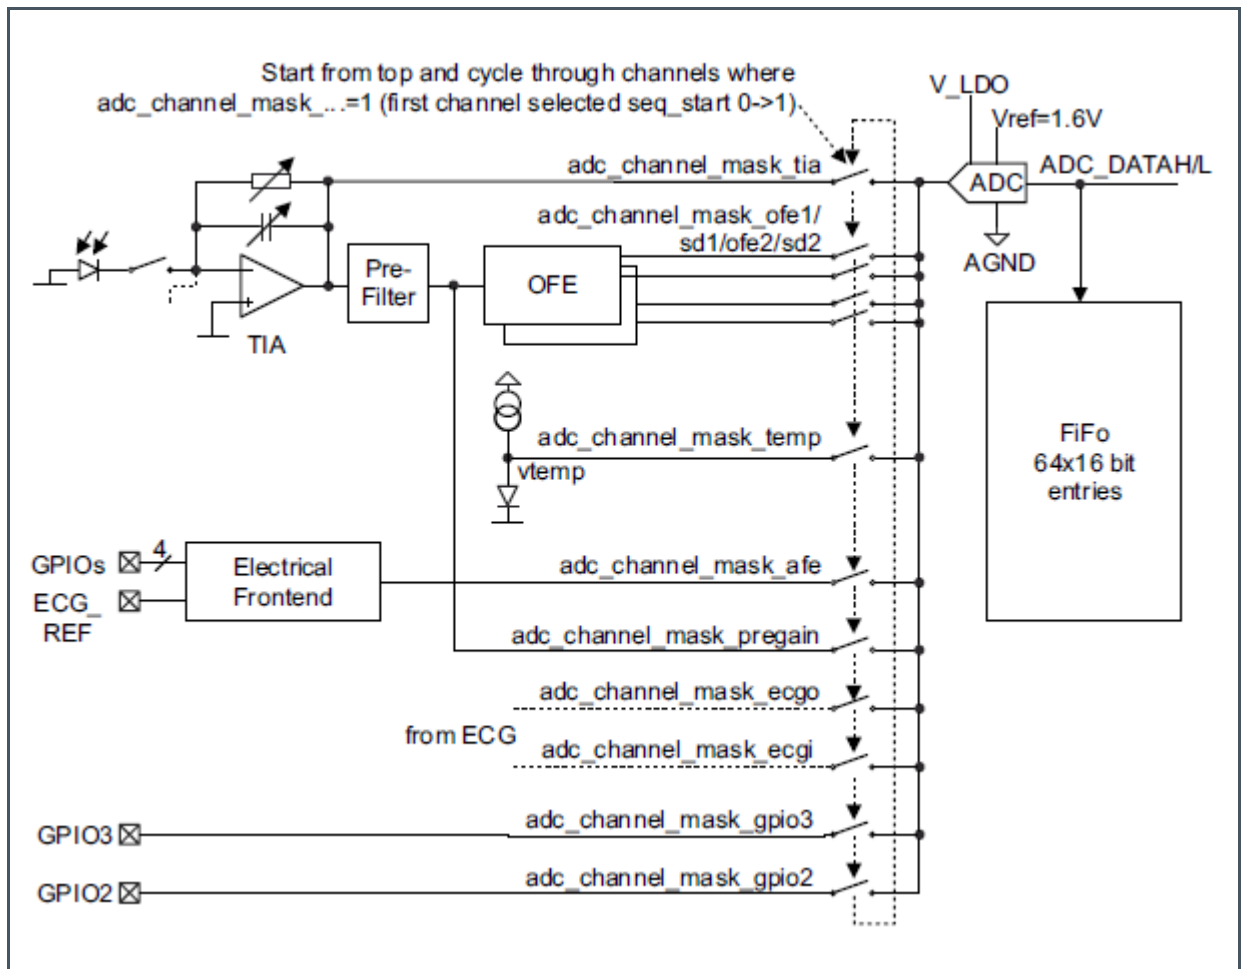 Start from top and cycle through channels where
adc_channel_mask_...=1 (first channel selected seq_start 0->1)
V_LDO
Vref=1.6V
adc_channel_mask_tia
ADC
ADC_DATAH/L
adc_channel_mask_ofe1/
sd1/ofe2/sd2
AGND
Pre-
Filter
OFE
TIA
adc_channel_mask_temp
vtemp
FiFo
64x16 bit
entries
GPIOs
4
ECG_
REF
Electrical
Frontend
adc_channel_mask_afe
adc_channel_mask_pregain
adc_channel_mask_ecgo
from ECG
adc_channel_mask_ecgi
GPIO3
adc_channel_mask_gpio3
GPIO2
adc_channel_mask_gpio2